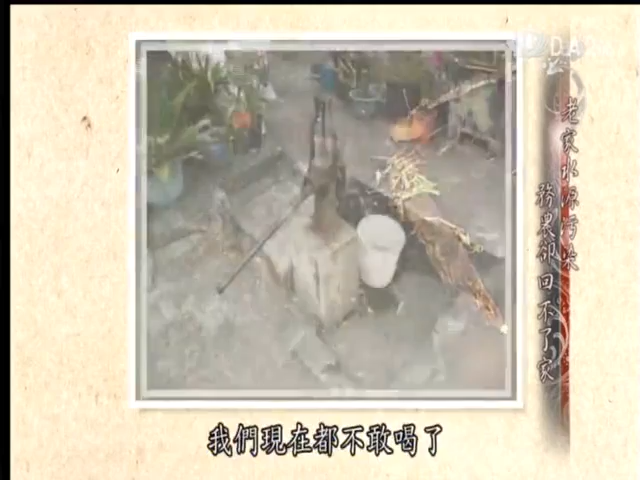 老家水源污染
務農卻回不了家
我們現在都不敢喝了